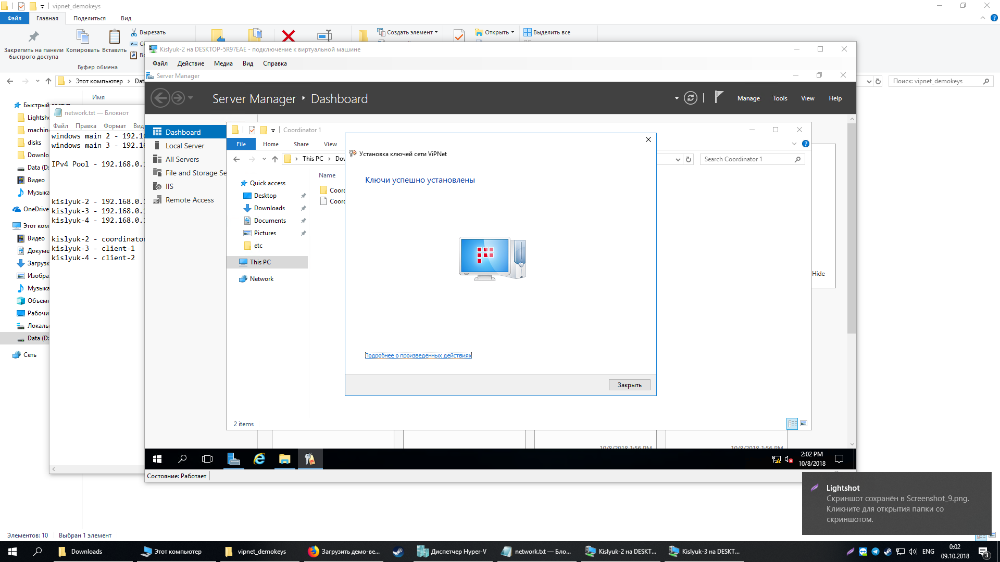 vipnet_demokeys
Файл
Главная
Поделиться
Вид
Вырезать
Создать элемент
Открыть
Выделить все
Закрепить на панели
быстрого доступа
Копировать
Вставить
Буфер обмена
Этот компьютер
Поиск: vipnet_demokeys
Имя
Lightsho
machin
disks
Downlo
Data (D:
Видео
Музыка
OneDrive
Этот ком
Видео
Докуме
Загрузк
Изобра
Музыка
Объемн
Рабочи
Локаль
Data (D:
Сеть
Элементов: 10
Выбран 1 элемент
network.txt — Блокнот
Файл
Правка
Формат
Вид
windows main 2 - 192.16
windows main 3 - 192.16
IPv4 Pool - 192.168.0.1
kislyuk-2 - 192.168.0.1
kislyuk-3 - 192.168.0.1
kislyuk-4 - 192.168.0.1
kislyuk-2 - coordinator
kislyuk-3 - client-1
kislyuk-4 - client-2
Kislyuk-2 на DESKTOP-5R97EAE - подключение к виртуальной машине
Файл
Действие
Медиа
Вид
Справка
Server Manager
Server Manager
Dashboard
Manage
Tools
View
Help
Dashboard
Local Server
All Servers
File and Storage Se
IIS
Remote Access
Hide
Coordinator 1
File
Home
Share
View
This PC
Dow
Search Coordinator 1
Name
Quick access
Desktop
Downloads
Documents
Pictures
etc
This PC
Network
Coord
Coord
2 items
Установка ключей сети ViPNet
Ключи успешно установлены
Подробнее о произведенных действиях
Закрыть
10/8/2018 1:56 PM
10/8/2018 1:56 PM
2:02 PM
10/8/2018
Состояние: Работает
Lightshot
Скриншот сохранён в Screenshot_9.png.
Кликните для открытия папки со
скриншотом.
Downloads
Этот компьютер
vipnet_demokeys
Загрузить демо-ве...
Диспетчер Hyper-V
network.txt — Бло...
Kislyuk-2 на DESKT...
Kislyuk-3 на DESKT...
ENG
0:02
09.10.2018
3